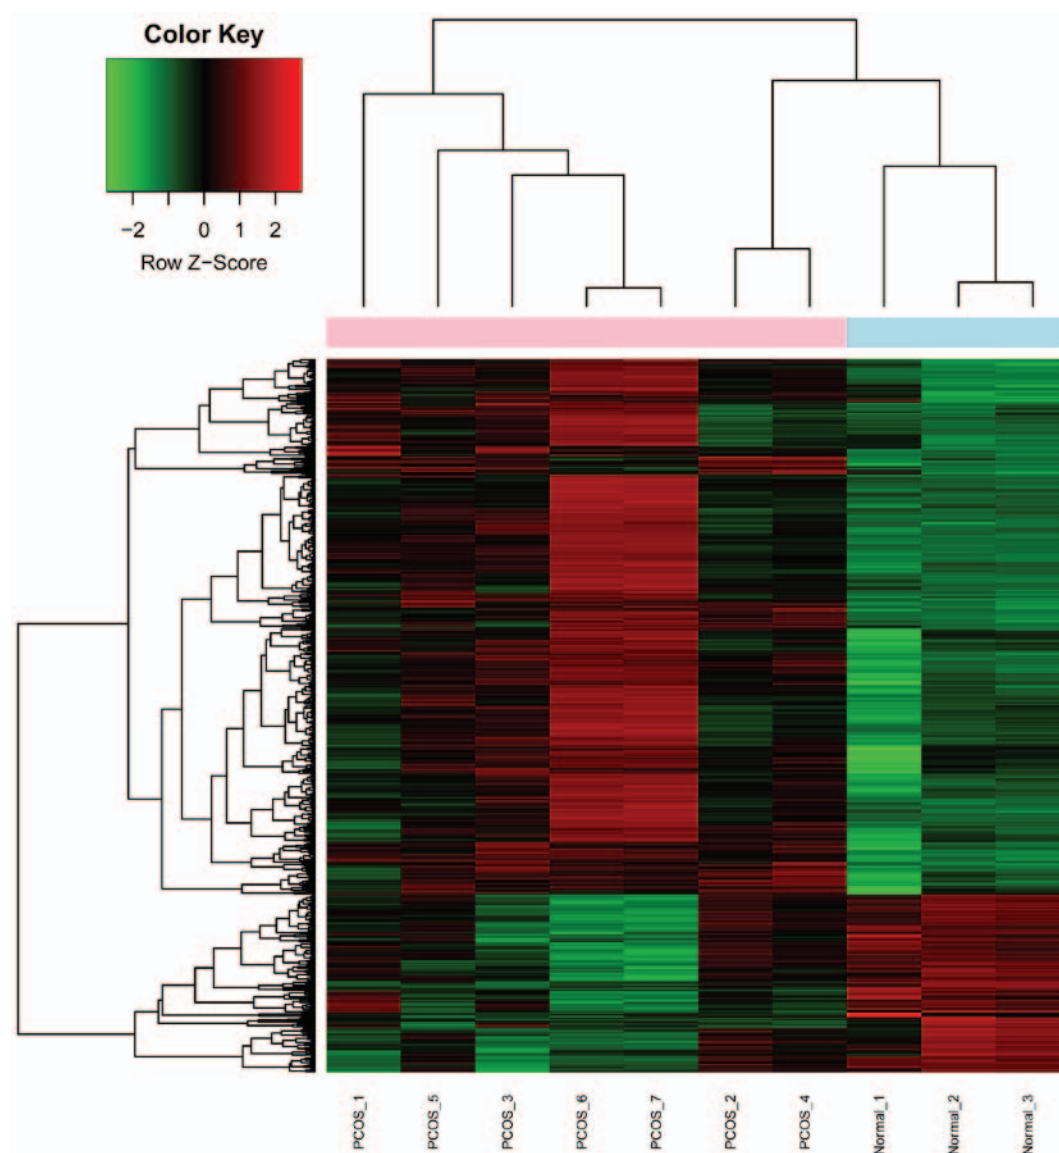 Color Key
−2 0 1 2
Row Z−Score
PCOS_1
PCOS_5
PCOS_3
PCOS_6
PCOS_7
PCOS_2
PCOS_4
Normal_1
Normal_2
Normal_3